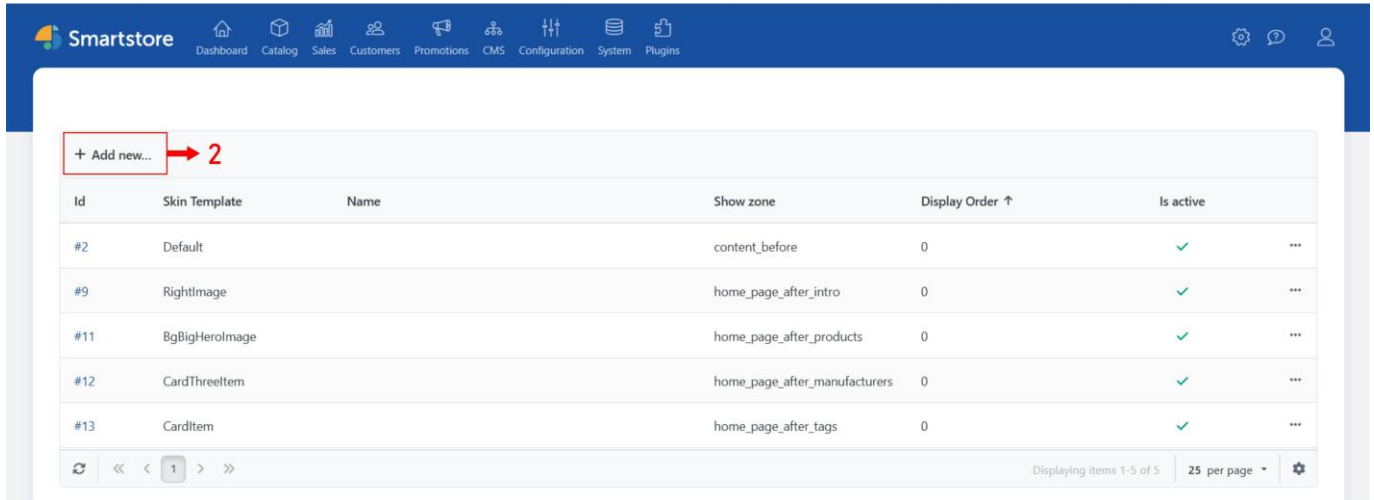 Smartstore
Dashboard Catalog Sales Customers Promotions CMS Configuration System Plugins
+ Add new... 2
Id Skin Template Name Show zone Display Order ↑ Is active
#2 Default content_before 0
#9 RightImage home_page_after_intro 0
#11 BgBigHeroImage home_page_after_products 0
#12 CardThreeItem home_page_after_manufacturers 0
#13 CardItem home_page_after_tags 0
1 Displaying items 1-5 of 5 25 per page